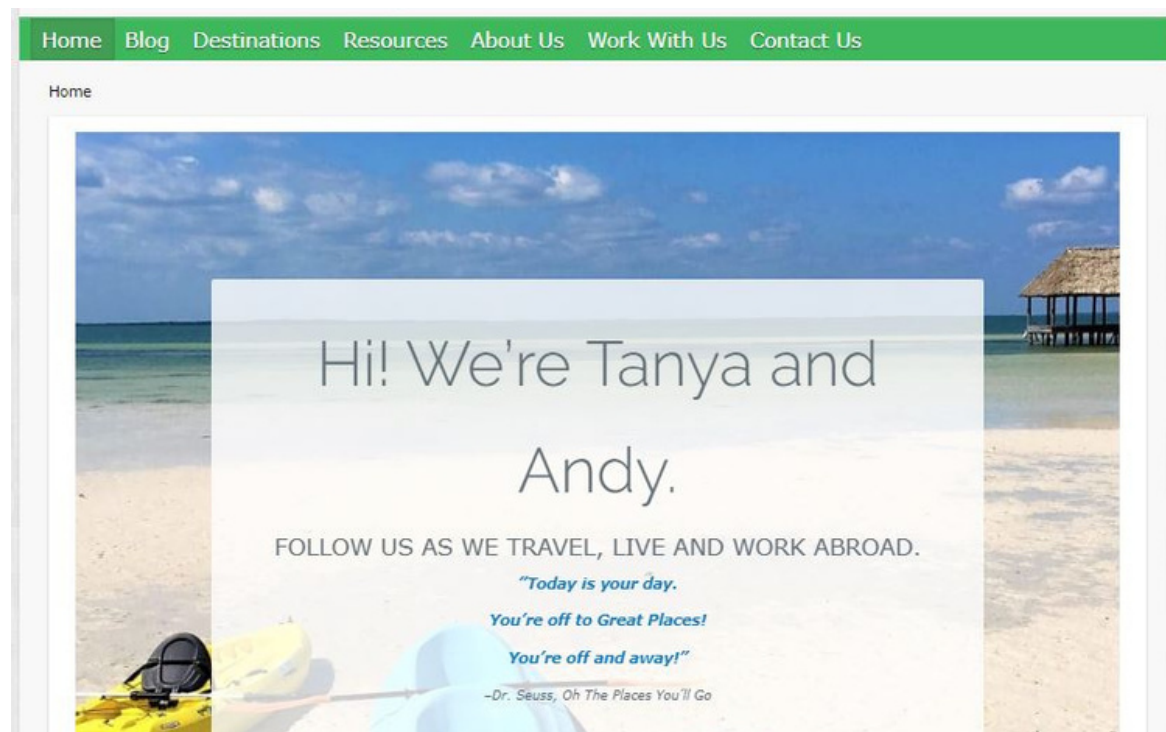 Home Blog Destinations Resources About Us Work With Us Contact Us
Home
Hi! We're Tanya and
Andy.
FOLLOW US AS WE TRAVEL, LIVE AND WORK ABROAD.
"Today is your day.
You're off to Great Places!
You're off and away!"
–Dr. Seuss, Oh The Places You'll Go